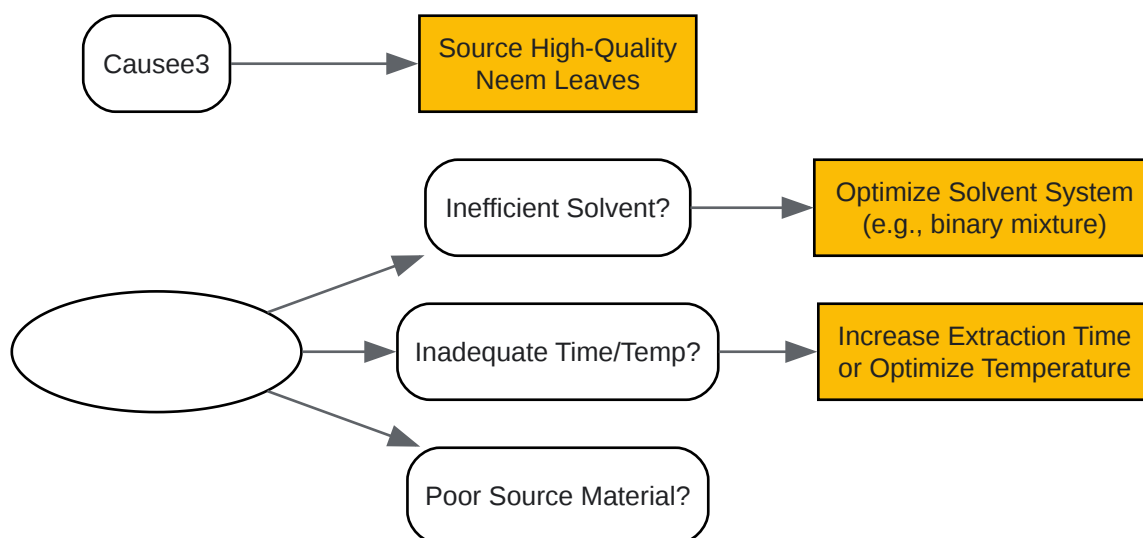 Causee3
Source High-Quality
Neem Leaves
Inefficient Solvent?
Optimize Solvent System
(e.g., binary mixture)
Inadequate Time/Temp?
Increase Extraction Time
or Optimize Temperature
Poor Source Material?